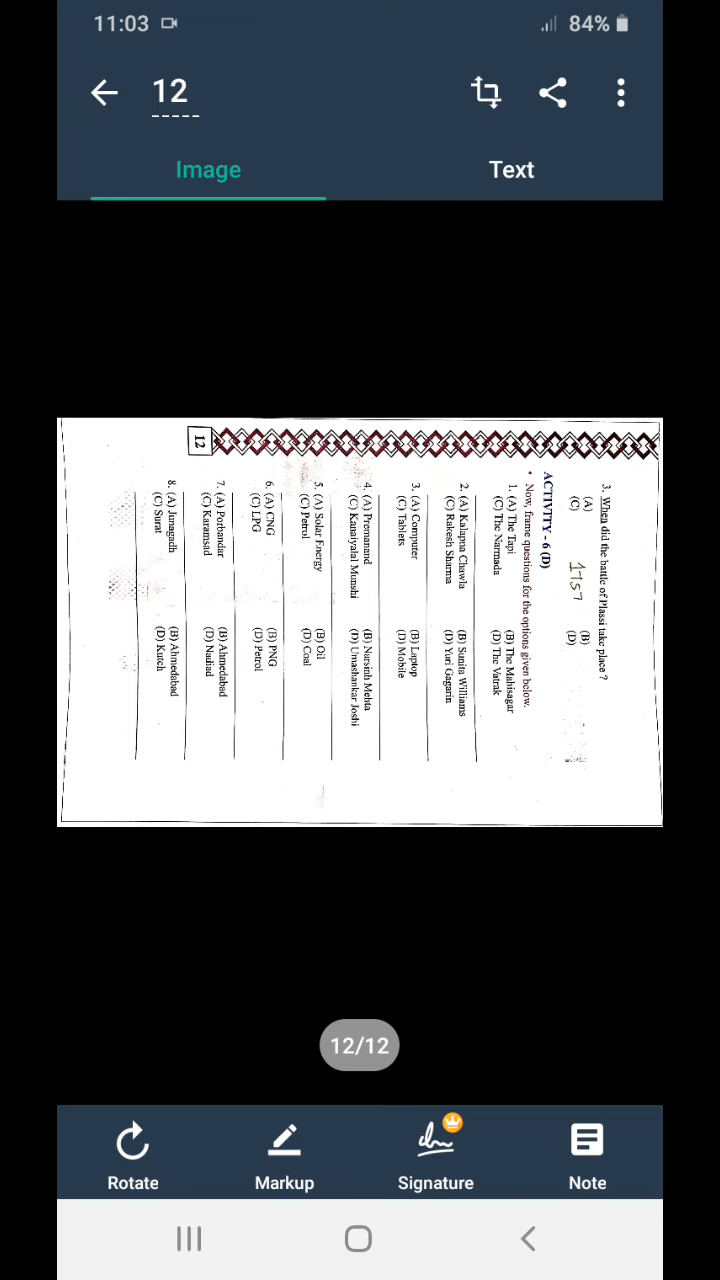 11:03
84%
12
Image
Text
3. When did the battle of Plassi take place ?
(A) (B)
(C) 1757 (D)
ACTIVITY - 6 (D)
• Now, frame questions for the options given below.
1. (A) The Tapi (B) The Mahisagar
(C) The Narmada (D) The Vatrak
2. (A) Kalapna Chawla (B) Sunita Williams
(C) Rakesh Sharma (D) Yuri Gagarin
3. (A) Computer (B) Laptop
(C) Tablets (D) Mobile
4. (A) Premanand (B) Narsinh Mehta
(C) Kanaiyalal Munshi (D) Umashankar Joshi
5. (A) Solar Energy (B) Oil
(C) Petrol (D) Coal
6. (A) CNG (B) PNG
(C) LPG (D) Petrol
7. (A) Porbandar (B) Ahmedabad
(C) Karamsad (D) Nadiad
8. (A) Junagadh (B) Ahmedabad
(C) Surat (D) Kutch
12
12/12
Rotate
Markup
Signature
Note